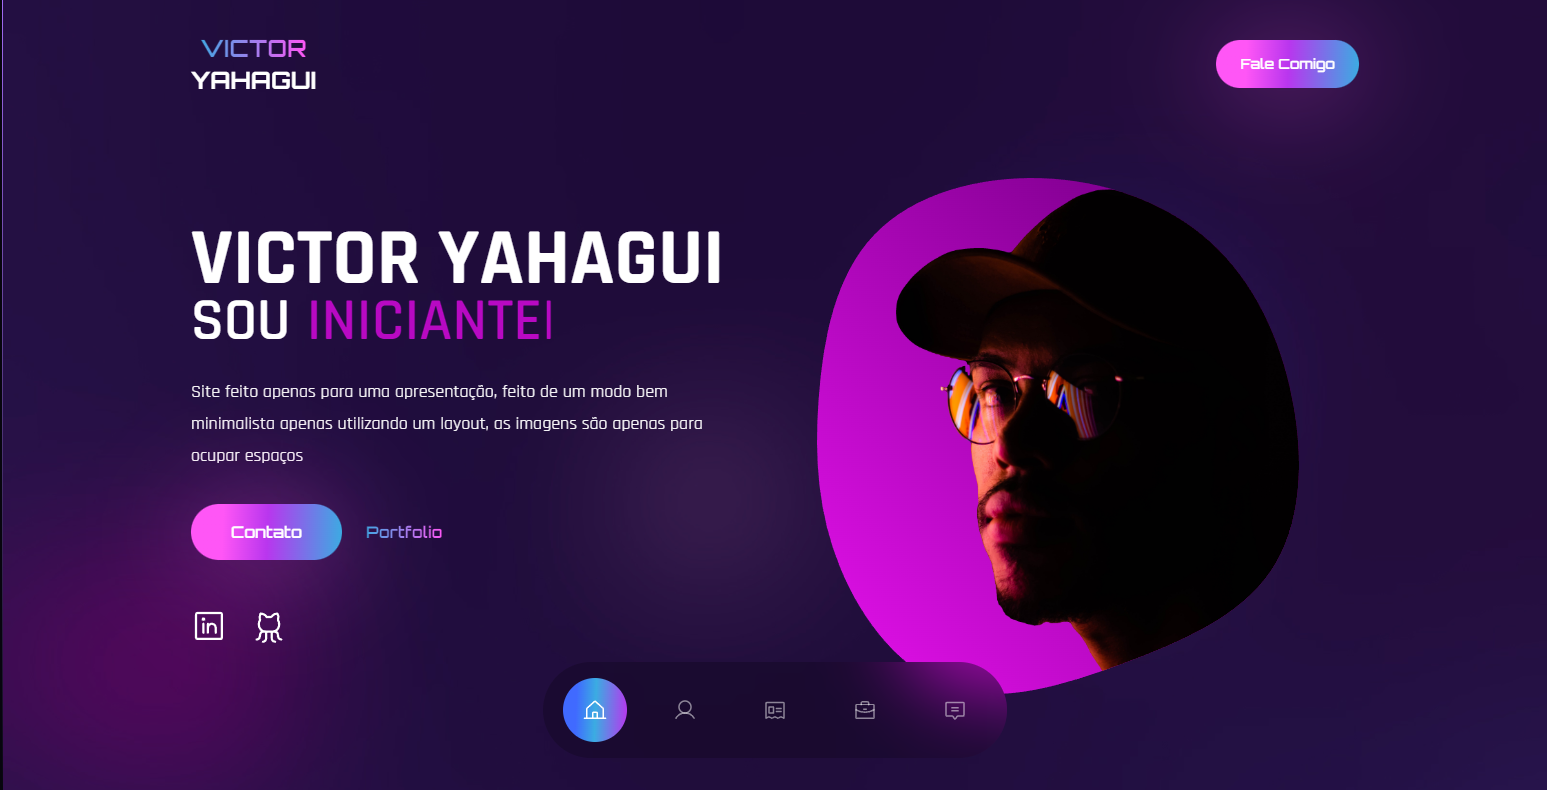 VICTOR
YAHAGUI
Fale Comigo
VICTOR YAHAGUI
SOU INICIANTE|
Site feito apenas para uma apresentação, feito de um modo bem
minimalista apenas utilizando um layout, as imagens são apenas para
ocupar espaços
Contato
Portfolio
in